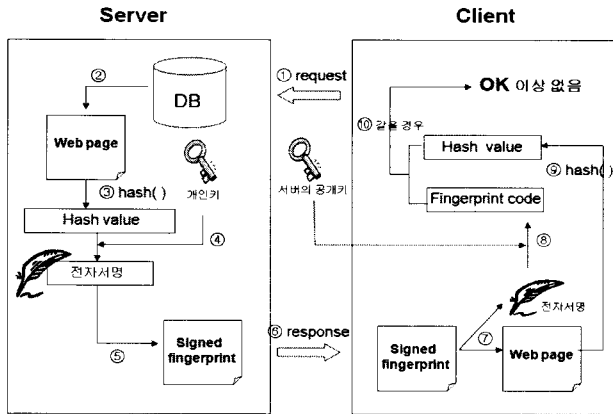 Server
Client
②
DB
① request
OK 이상 없음
⑩ 같을 경우
Web page
개인키
서버의 공개키
Hash value
⑨ hash( )
③ hash( )
Hash value
Fingerprint code
④
⑧
전자서명
전자서명
⑤
Signed
fingerprint
⑥ response
Signed
fingerprint
⑦
Web page